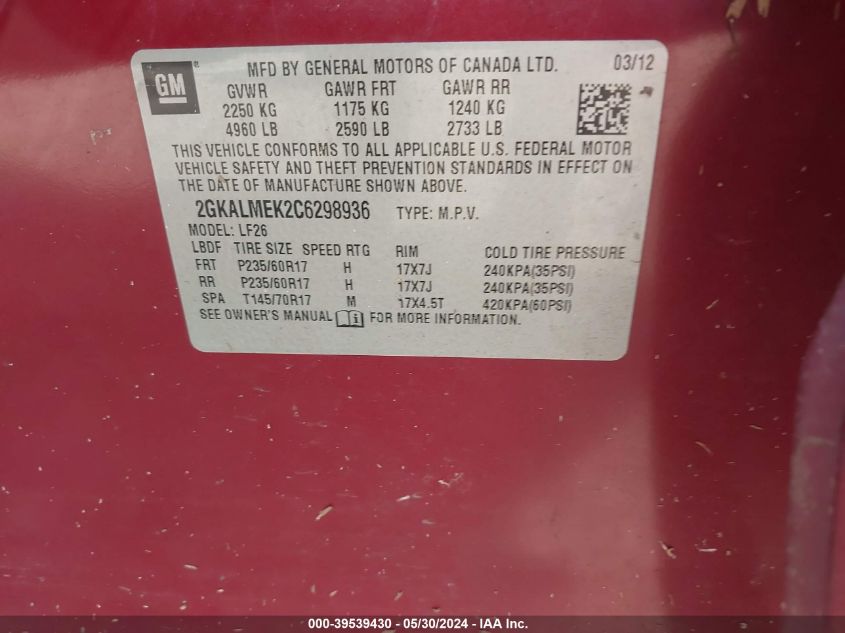 GM ® MFD BY GENERAL MOTORS OF CANADA LTD. 03/12
GVWR GAWR FRT GAWR RR
2250 KG 1175 KG 1240 KG
4960 LB 2590 LB 2733 LB
THIS VEHICLE CONFORMS TO ALL APPLICABLE U.S. FEDERAL MOTOR
VEHICLE SAFETY AND THEFT PREVENTION STANDARDS IN EFFECT ON
THE DATE OF MANUFACTURE SHOWN ABOVE.
2GKALMEK2C6298936 TYPE: M.P.V.
MODEL: LF26
LBDF TIRE SIZE SPEED RTG RIM COLD TIRE PRESSURE
FRT P235/60R17 H 17X7J 240KPA(35PSI)
RR P235/60R17 H 17X7J 240KPA(35PSI)
SPA T145/70R17 M 17X4.5T 420KPA(60PSI)
SEE OWNER'S MANUAL FOR MORE INFORMATION.
000-39539430 - 05/30/2024 - IAA Inc.